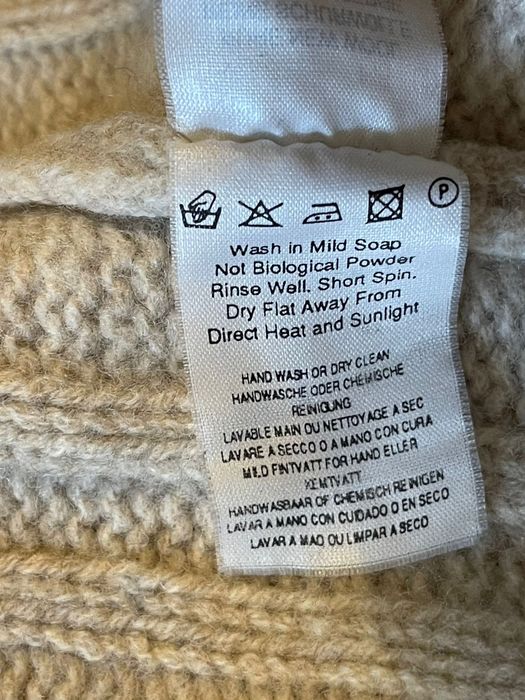 SCHURWOLLE
WOOL
P
Wash in Mild Soap
Not Biological Powder
Rinse Well. Short Spin.
Dry Flat Away From
Direct Heat and Sunlight
HAND WASH OR DRY CLEAN
HANDWASCHE ODER CHEMISCHE
REINIGUNG
LAVABLE MAIN OU NETTOYAGE A SEC
LAVARE A SECCO O A MANO CON CURA
MILD FINTVATT FOR HAND ELLER
KEMTVATT
HANDWASBAAR OF CHEMISCH REINIGEN
LAVAR A MANO CON CUIDADO O EN SECO
LAVAR A MAO OU LIMPAR A SECO